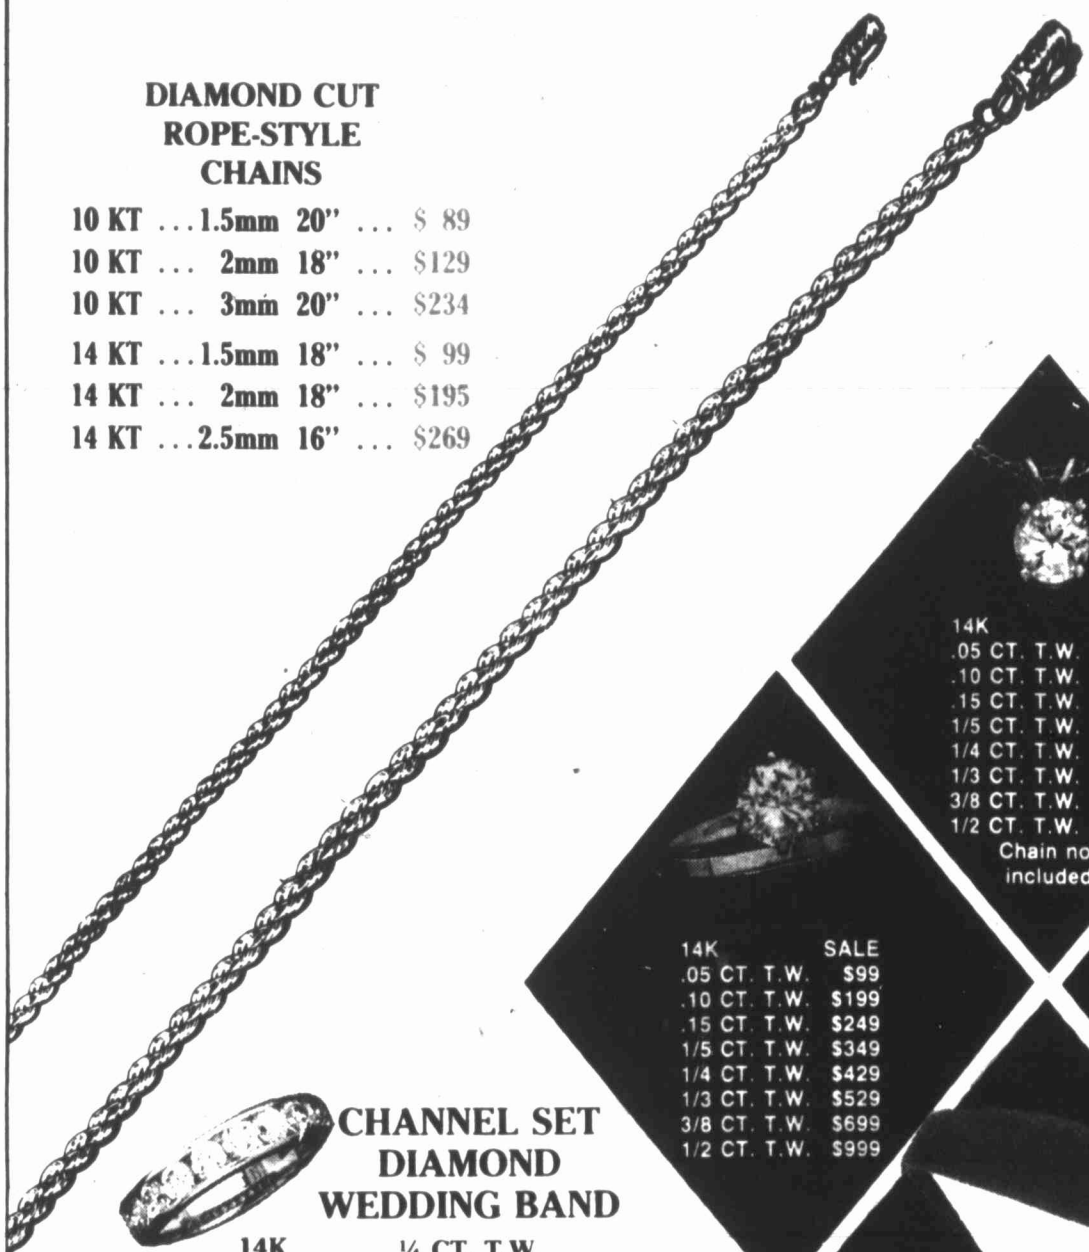 DIAMOND CUT
ROPE-STYLE
CHAINS
10 KT ...1.5mm 20” ... $ 89
10 KT ... 2mm 18” ... $129
10 KT ... 3mm 20” ... $234
14 KT ...1.5mm 18” ... $ 99
14 KT ... 2mm 18” ... $195
14 KT ...2.5mm 16” ... $269
14K
.05 CT. T.W.
.10 CT. T.W.
.15 CT. T.W.
1/5 CT. T.W.
1/4 CT. T.W.
1/3 CT. T.W.
3/8 CT. T.W.
1/2 CT. T.W.
Chain no
included
14K SALE
.05 CT. T.W. $99
.10 CT. T.W. $199
.15 CT. T.W. $249
1/5 CT. T.W. $349
1/4 CT. T.W. $429
1/3 CT. T.W. $529
3/8 CT. T.W. $699
1/2 CT. T.W. $999
CHANNEL SET
DIAMOND
WEDDING BAND
14K CT. T.W.